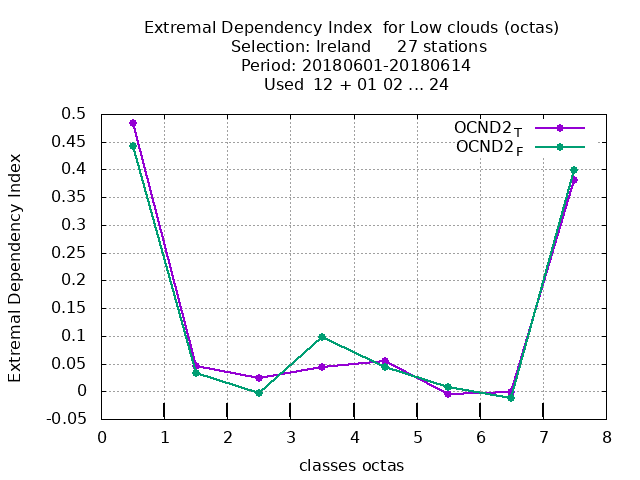 Extremal Dependency Index  for Low clouds (octas)
Selection: Ireland     27 stations
Period: 20180601-20180614
Used  12 + 01 02 ... 24
OCND2T
OCND2F
Extremal Dependency Index
0.5
0.45
0.4
0.35
0.3
0.25
0.2
0.15
0.1
0.05
0
-0.05
0 1 2 3 4 5 6 7 8
classes octas